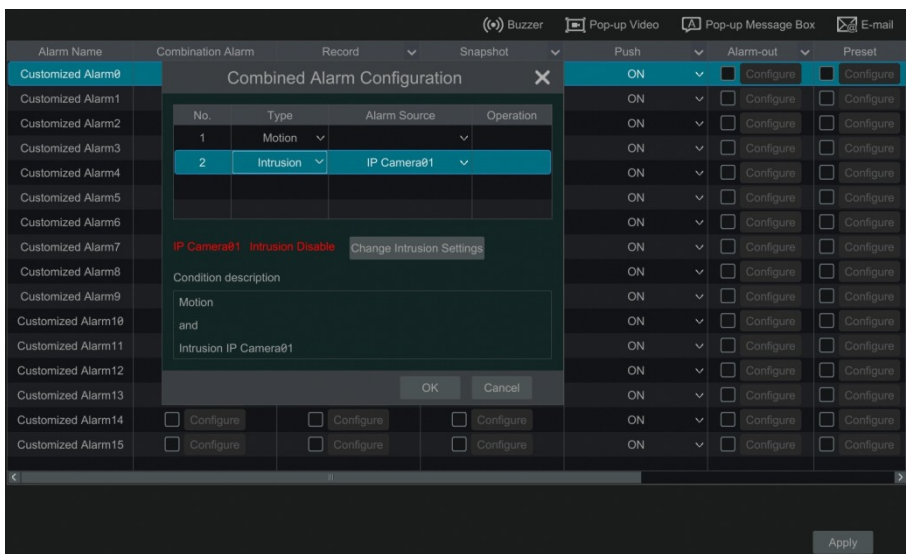 Buzzer Pop-up Video Pop-up Message Box E-mail
Alarm Name Combination Alarm Record Snapshot Push Alarm-out Preset
Customized Alarm0 ON Configure Configure
Customized Alarm1 ON Configure Configure
Customized Alarm2 ON Configure Configure
Customized Alarm3 ON Configure Configure
Customized Alarm4 ON Configure Configure
Customized Alarm5 ON Configure Configure
Customized Alarm6 ON Configure Configure
Customized Alarm7 ON Configure Configure
Customized Alarm8 ON Configure Configure
Customized Alarm9 ON Configure Configure
Customized Alarm10 ON Configure Configure
Customized Alarm11 ON Configure Configure
Customized Alarm12 ON Configure Configure
Customized Alarm13 ON Configure Configure
Customized Alarm14 Configure Configure Configure ON Configure Configure
Customized Alarm15 Configure Configure Configure ON Configure Configure
Combined Alarm Configuration
No. Type Alarm Source Operation
1 Motion
2 Intrusion IP Camera01
IP Camera01 Intrusion Disable Change Intrusion Settings
Condition description
Motion
and
Intrusion IP Camera01
OK Cancel
Apply